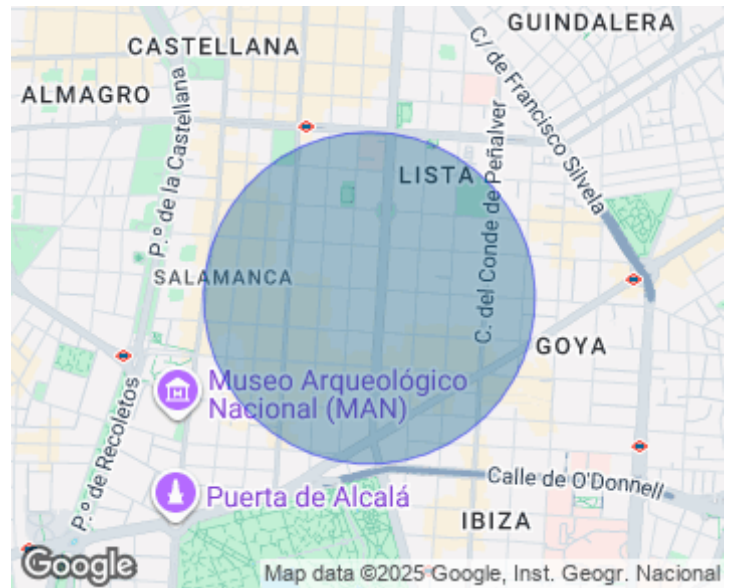 GUINDALERA
CASTELLANA
ALMAGRO
C/ de Francisco Silvela
P.º de la Castellana
LISTA
C. del Conde de Peñalver
SALAMANCA
GOYA
Museo Arqueológico
Nacional (MAN)
P.º de Recoletos
Puerta de Alcalá
Calle de O'Donnell
IBIZA
Google
Map data ©2025 Google, Inst. Geogr. Nacional